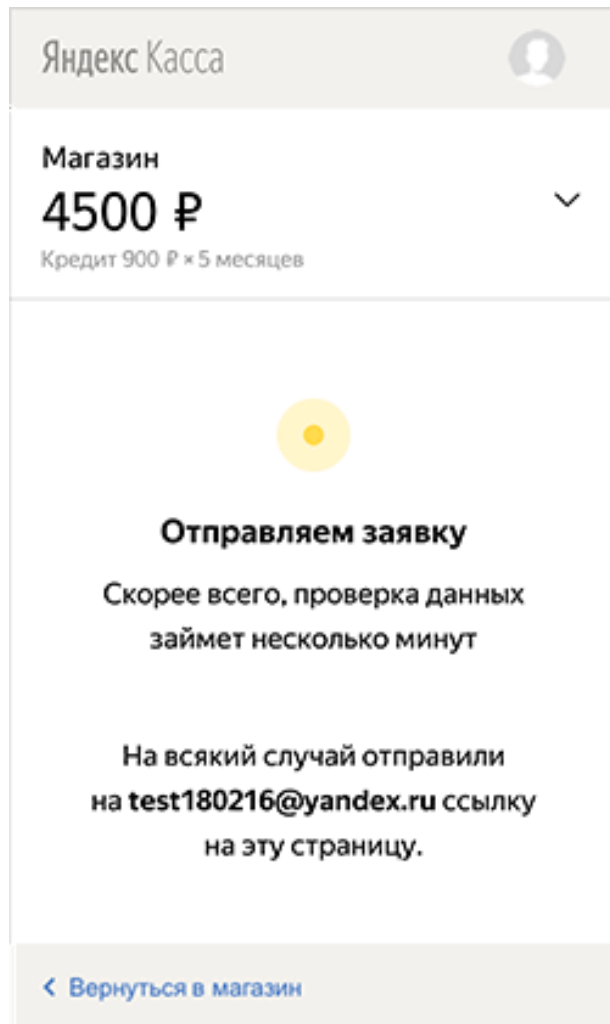 Яндекс Касса
Магазин
4500 ₽
Кредит 900 ₽ × 5 месяцев
Отправляем заявку
Скорее всего, проверка данных
займет несколько минут
На всякий случай отправили
на test180216@yandex.ru ссылку
на эту страницу.
Вернуться в магазин